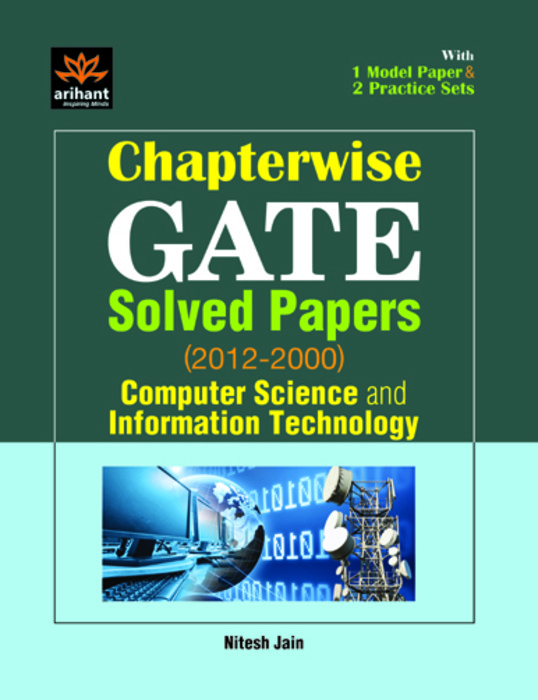 With
1 Model Paper &
2 Practice Sets
arihant
Inspiring Minds
Chapterwise
GATE
Solved Papers
(2012-2000)
Computer Science and
Information Technology
Nitesh Jain